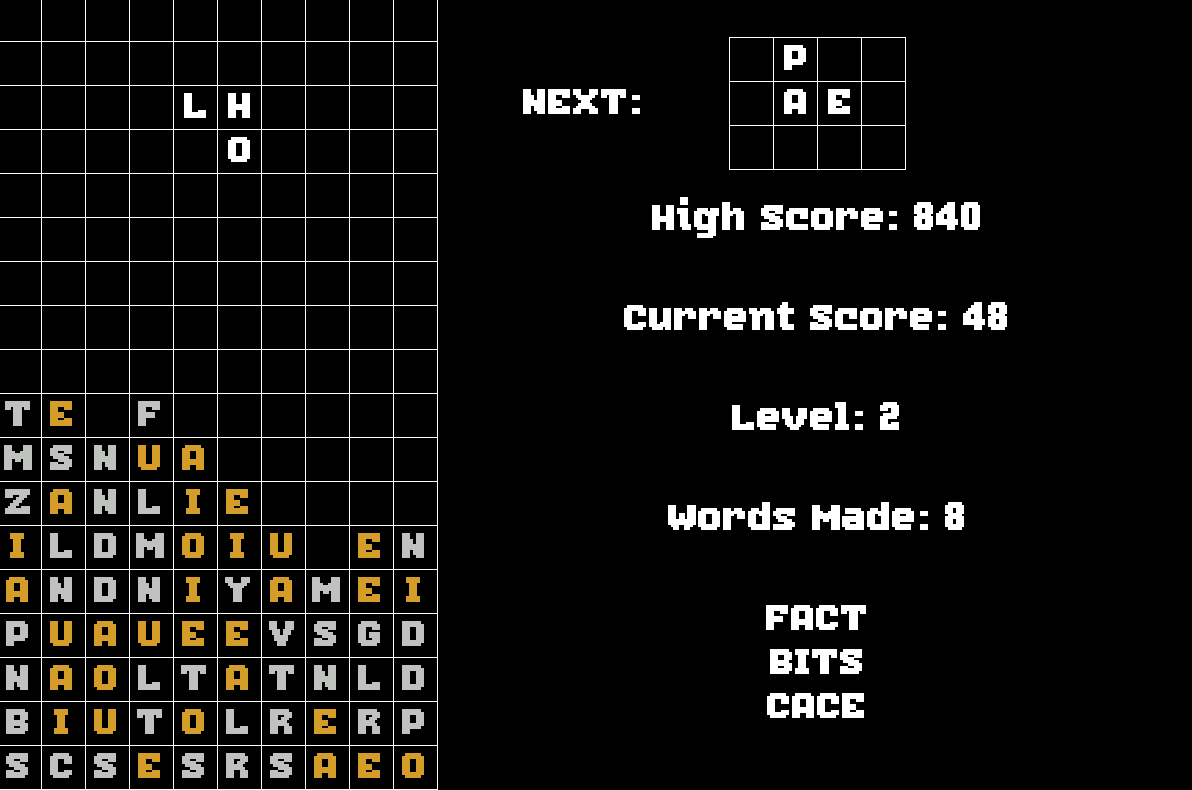 P
L H
NEXT: A E
O
High Score: 840
Current Score: 48
T E F
Level: 2
M S N U A
Z A N L I E
Words Made: 8
I L D M O I U E N
A N D N I Y A M E I
FACT
P U A U E E V S G D
BITS
N A O L T A T N L D
CACE
B I U T O L R E R P
S C S E S R S A E O